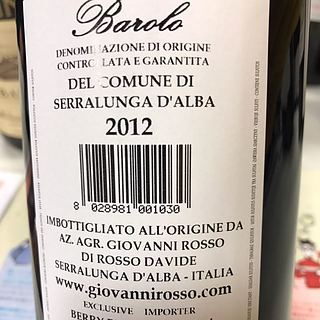 Barolo
DENOMINAZIONE DI ORIGINE
CONTROLLATA E GARANTITA
DEL COMUNE DI
SERRALUNGA D'ALBA
2012
8 028981 001030
IMBOTTIGLIATO ALL'ORIGINE DA
AZ. AGR. GIOVANNI ROSSO
DI ROSSO DAVIDE
SERRALUNGA D'ALBA - ITALIA
www.giovannirosso.com
EXCLUSIVE IMPORTER
BERRY